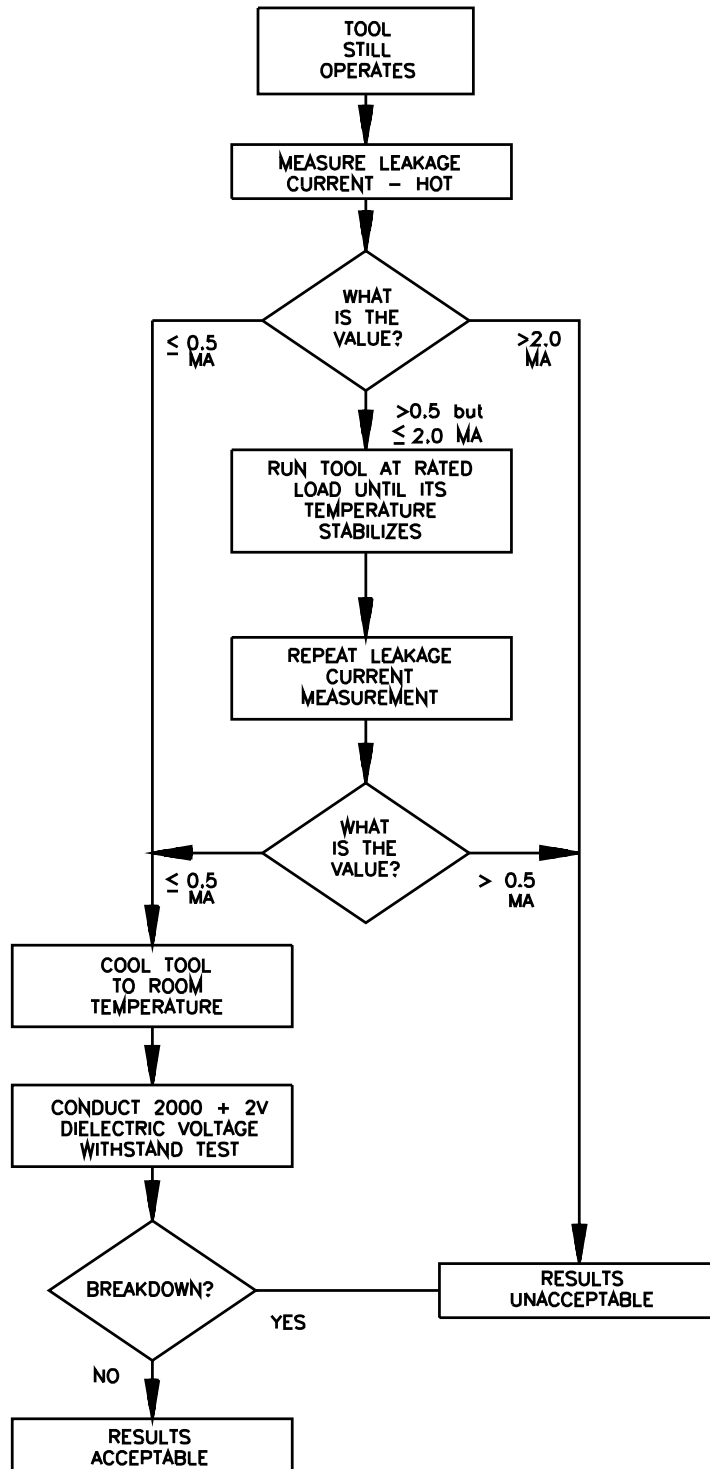 TOOL
STILL
OPERATES
MEASURE LEAKAGE
CURRENT – HOT
WHAT
IS THE
VALUE?
≤ 0.5
MA
>2.0
MA
>0.5 but
≤ 2.0 MA
RUN TOOL AT RATED
LOAD UNTIL ITS
TEMPERATURE
STABILIZES
REPEAT LEAKAGE
CURRENT
MEASUREMENT
WHAT
IS THE
VALUE?
≤ 0.5
MA
> 0.5
MA
COOL TOOL
TO ROOM
TEMPERATURE
CONDUCT 2000 + 2V
DIELECTRIC VOLTAGE
WITHSTAND TEST
BREAKDOWN?
YES
RESULTS
UNACCEPTABLE
NO
RESULTS
ACCEPTABLE